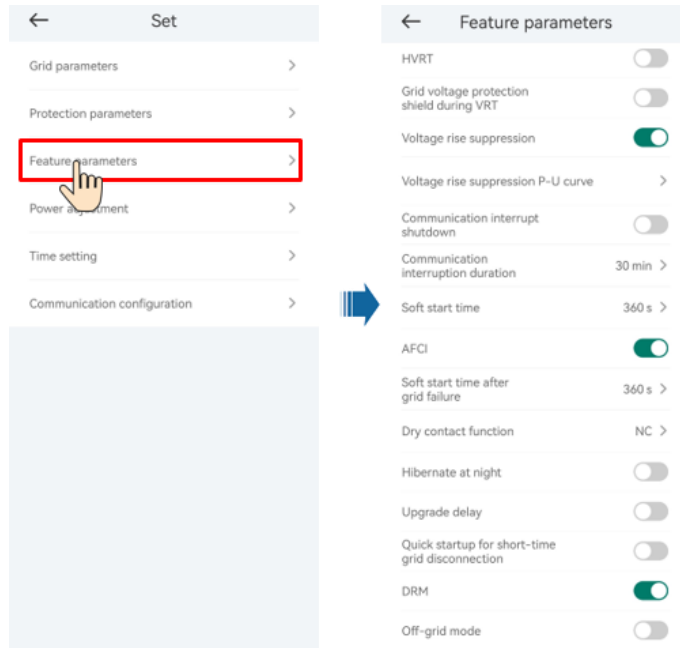 Set
Grid parameters
Protection parameters
Feature parameters
Power adjustment
Time setting
Communication configuration
Feature parameters
HVRT
Grid voltage protection
shield during VRT
Voltage rise suppression
Voltage rise suppression P-U curve
Communication interrupt
shutdown
Communication
interruption duration
30 min
Soft start time
360 s
AFCI
Soft start time after
grid failure
360 s
Dry contact function
NC
Hibernate at night
Upgrade delay
Quick startup for short-time
grid disconnection
DRM
Off-grid mode